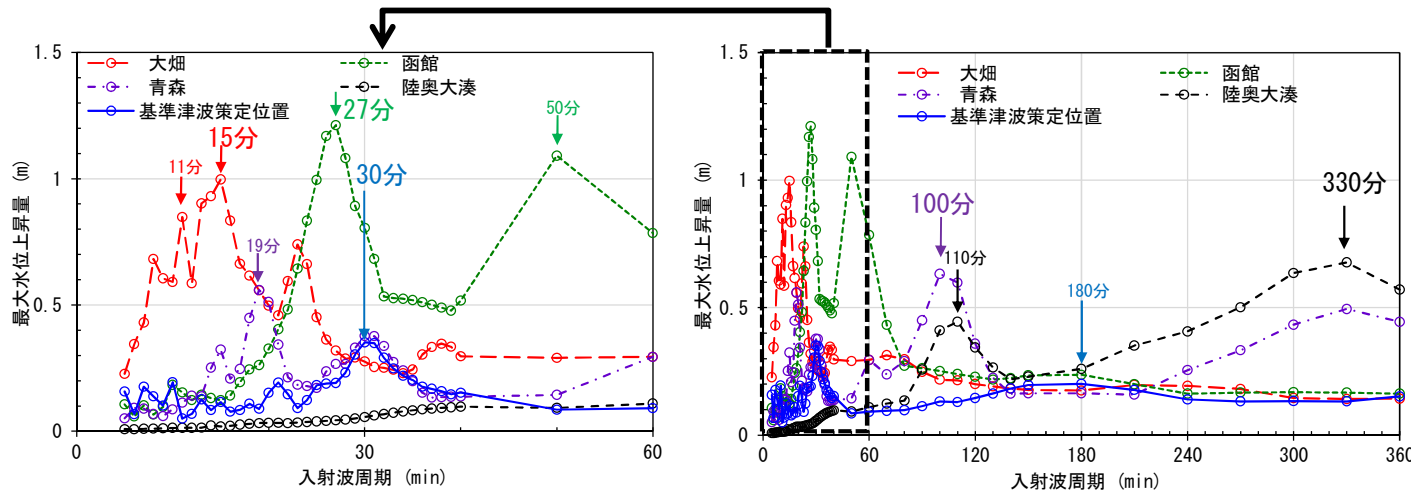 1.5
1
0.5
0
最大水位上昇量 (m)
大畑
函館
青森
陸奥大湊
基準津波策定位置
11分
15分
19分
27分
30分
50分
0
30
60
入射波周期 (min)
1.5
1
0.5
0
最大水位上昇量 (m)
大畑
函館
青森
陸奥大湊
基準津波策定位置
100分
110分
180分
330分
0
60
120
180
240
300
360
入射波周期 (min)